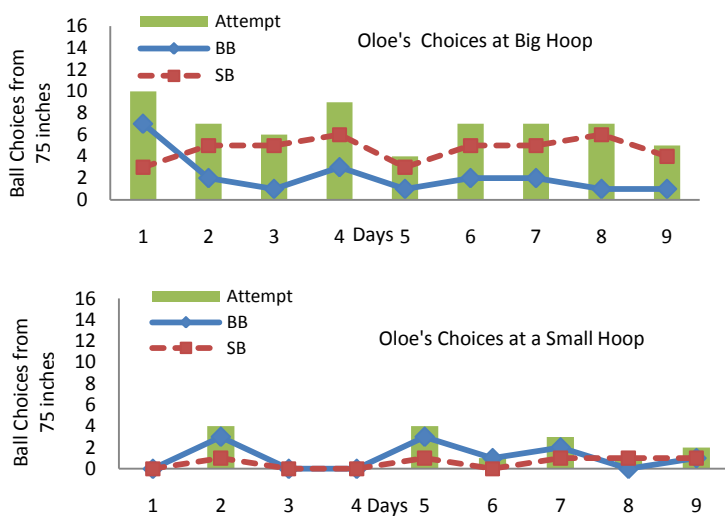 Oloe's  Choices at Big Hoop
Attempt
BB
SB
Ball Choices from
75 inches
16
14
12
10
8
6
4
2
0
1 2 3 4 Days 5 6 7 8 9
Oloe's Choices at a Small Hoop
Attempt
BB
SB
Ball Choices from
75 inches
16
14
12
10
8
6
4
2
0
1 2 3 4 Days 5 6 7 8 9